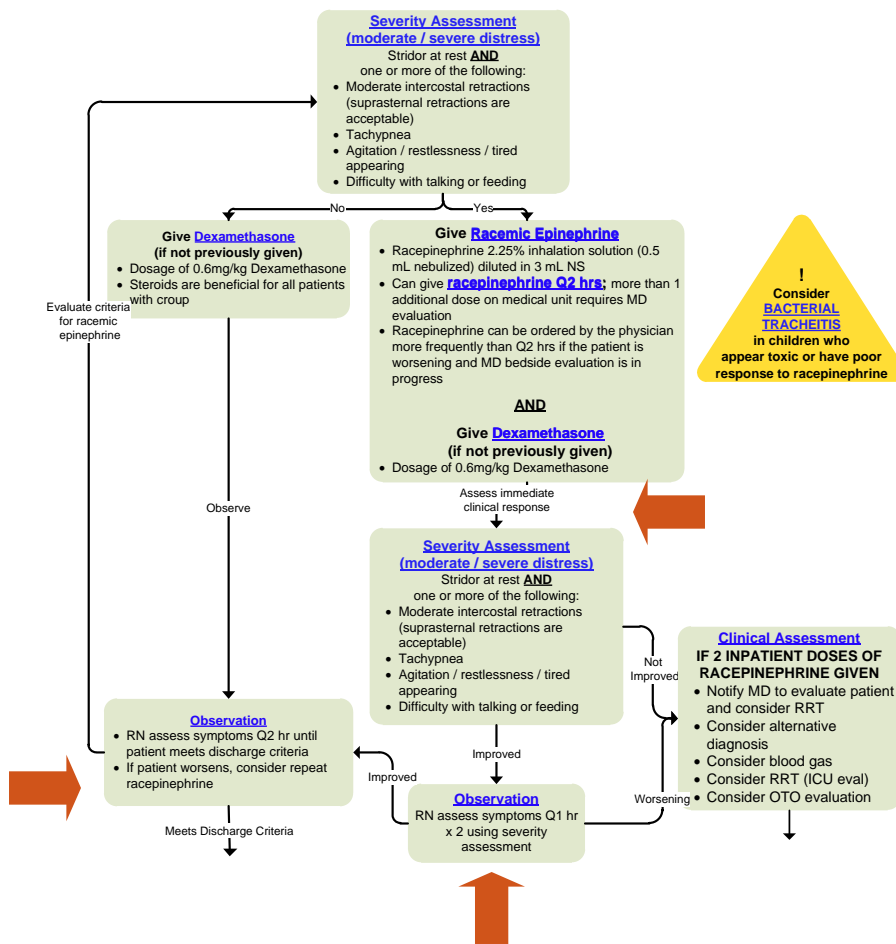 Severity Assessment
(moderate / severe distress)
Stridor at rest AND
one or more of the following:
• Moderate intercostal retractions
(suprasternal retractions are
acceptable)
• Tachypnea
• Agitation / restlessness / tired
appearing
• Difficulty with talking or feeding
No
Yes
Give Dexamethasone
(if not previously given)
• Dosage of 0.6mg/kg Dexamethasone
• Steroids are beneficial for all patients
with croup
Give Racemic Epinephrine
• Racepinephrine 2.25% inhalation solution (0.5
mL nebulized) diluted in 3 mL NS
• Can give racepinephrine Q2 hrs; more than 1
additional dose on medical unit requires MD
evaluation
• Racepinephrine can be ordered by the physician
more frequently than Q2 hrs if the patient is
worsening and MD bedside evaluation is in
progress
AND
Give Dexamethasone
(if not previously given)
• Dosage of 0.6mg/kg Dexamethasone
!
Consider
BACTERIAL
TRACHEITIS
in children who
appear toxic or have poor
response to racepinephrine
Evaluate criteria
for racemic
epinephrine
Observe
Assess immediate
clinical response
Severity Assessment
(moderate / severe distress)
Stridor at rest AND
one or more of the following:
• Moderate intercostal retractions
(suprasternal retractions are
acceptable)
• Tachypnea
• Agitation / restlessness / tired
appearing
• Difficulty with talking or feeding
Not
Improved
Clinical Assessment
IF 2 INPATIENT DOSES OF
RACEPINEPHRINE GIVEN
• Notify MD to evaluate patient
and consider RRT
• Consider alternative
diagnosis
• Consider blood gas
• Consider RRT (ICU eval)
• Consider OTO evaluation
Observation
• RN assess symptoms Q2 hr until
patient meets discharge criteria
• If patient worsens, consider repeat
racepinephrine
Improved
Improved
Observation
RN assess symptoms Q1 hr
x 2 using severity
assessment
Worsening
Meets Discharge Criteria